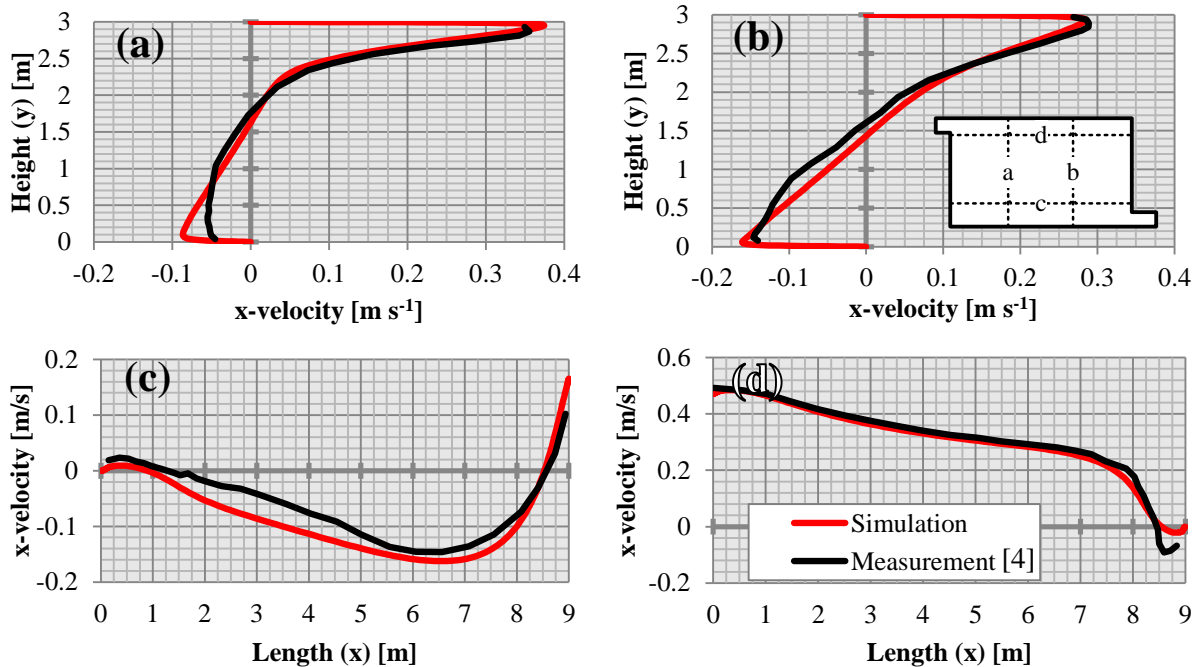 (a)
Height (y) [m]
3
2.5
2
1.5
1
0.5
0
-0.2 -0.1 0 0.1 0.2 0.3 0.4
x-velocity [m s-1]
(b)
Height (y) [m]
3
2.5
2
1.5
1
0.5
0
d
a b
c
-0.2 -0.1 0 0.1 0.2 0.3 0.4
x-velocity [m s-1]
(c)
x-velocity [m/s]
0.2
0.1
0
-0.1
-0.2
0 1 2 3 4 5 6 7 8 9
Length (x) [m]
(d)
x-velocity [m/s]
0.6
0.4
0.2
0
-0.2
Simulation
Measurement [4]
0 1 2 3 4 5 6 7 8 9
Length (x) [m]